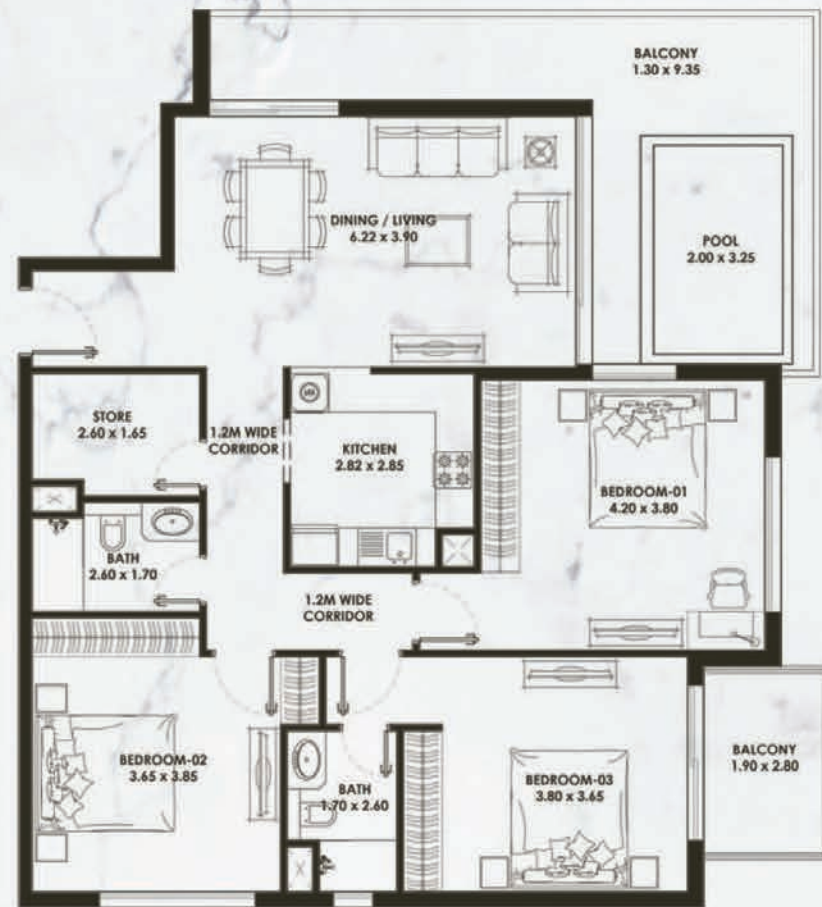 BALCONY
1.30 x 9.35
DINING / LIVING
6.22 x 3.90
POOL
2.00 x 3.25
STORE
2.60 x 1.65
1.2M WIDE
CORRIDOR
KITCHEN
2.82 x 2.85
BEDROOM-01
4.20 x 3.80
BATH
2.60 x 1.70
1.2M WIDE
CORRIDOR
BEDROOM-02
3.65 x 3.85
BATH
1.70 x 2.60
BEDROOM-03
3.80 x 3.65
BALCONY
1.90 x 2.80